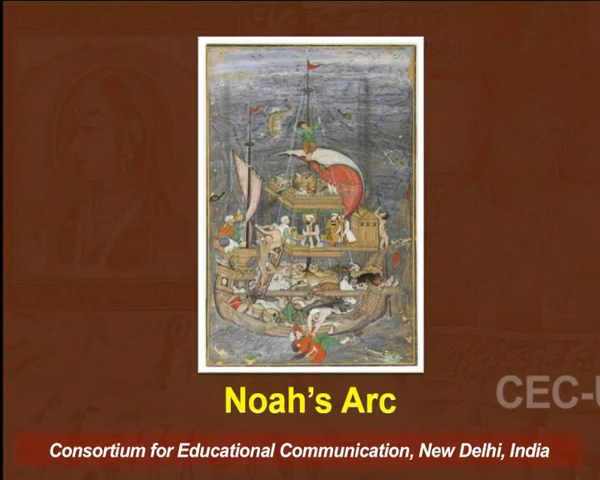 Noah's Arc
CEC-U
Consortium for Educational Communication, New Delhi, India